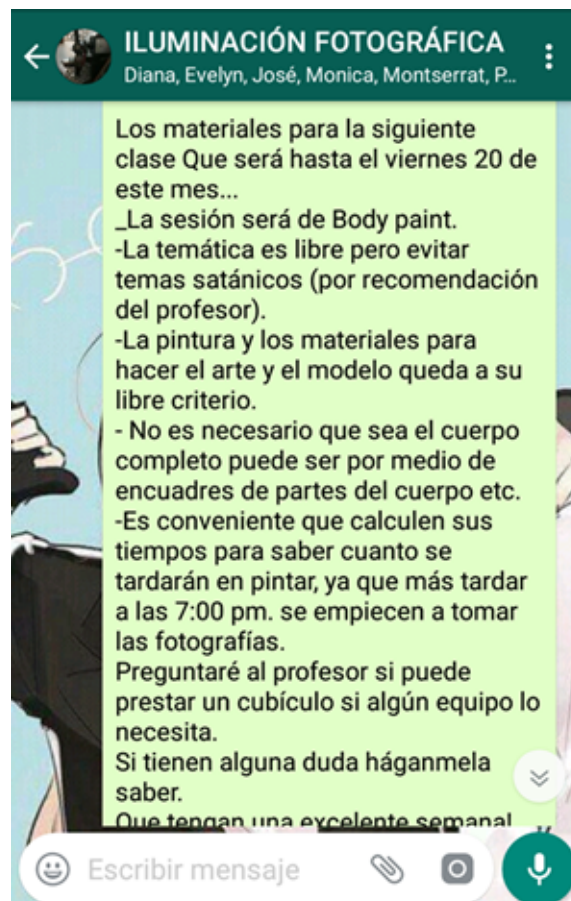 ILUMINACIÓN FOTOGRÁFICA
Diana, Evelyn, José, Monica, Montserrat, P...
Los materiales para la siguiente
clase Que será hasta el viernes 20 de
este mes...
_La sesión será de Body paint.
-La temática es libre pero evitar
temas satánicos (por recomendación
del profesor).
-La pintura y los materiales para
hacer el arte y el modelo queda a su
libre criterio.
- No es necesario que sea el cuerpo
completo puede ser por medio de
encuadres de partes del cuerpo etc.
-Es conveniente que calculen sus
tiempos para saber cuanto se
tardarán en pintar, ya que más tardar
a las 7:00 pm. se empiecen a tomar
las fotografías.
Preguntaré al profesor si puede
prestar un cubículo si algún equipo lo
necesita.
Si tienen alguna duda háganmela
saber.
Que tengan una excelente semana!
Escribir mensaje